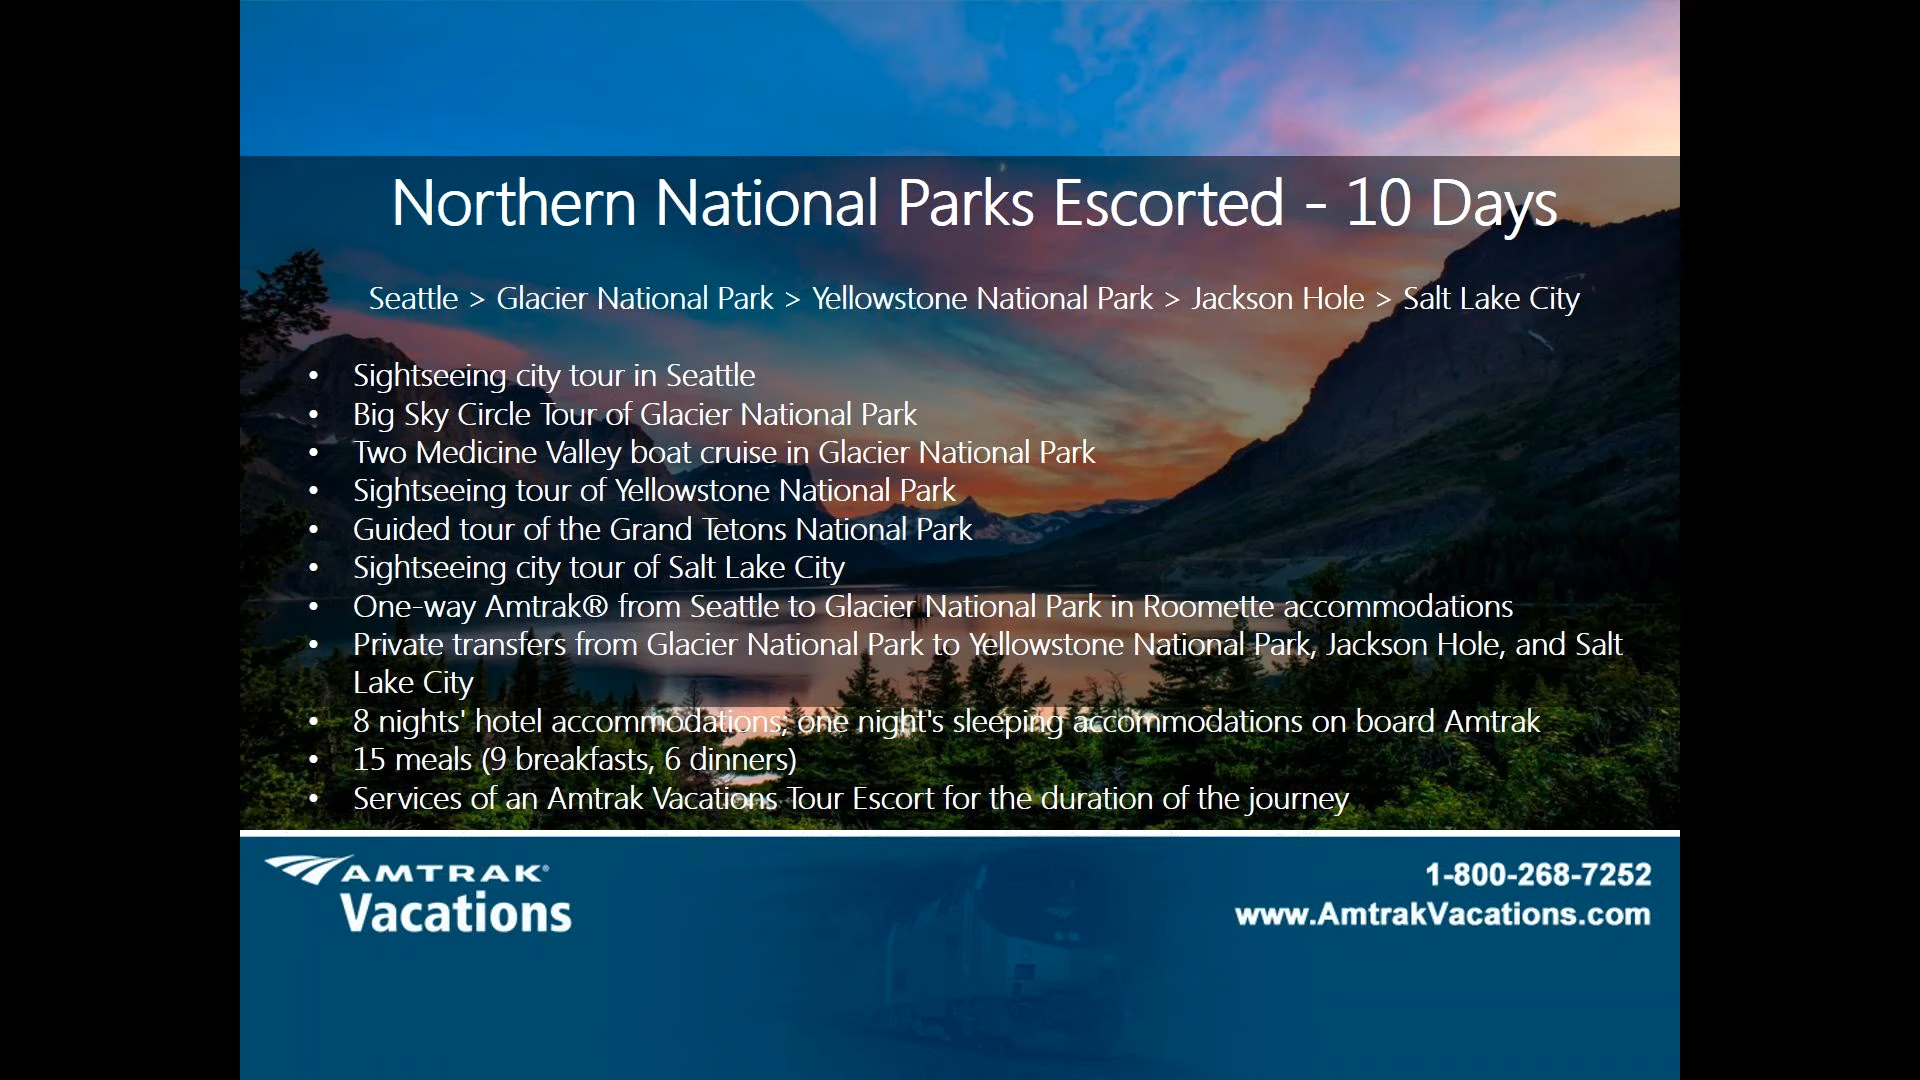 Northern National Parks Escorted - 10 Days
Seattle > Glacier National Park > Yellowstone National Park > Jackson Hole > Salt Lake City
• Sightseeing city tour in Seattle
• Big Sky Circle Tour of Glacier National Park
• Two Medicine Valley boat cruise in Glacier National Park
• Sightseeing tour of Yellowstone National Park
• Guided tour of the Grand Tetons National Park
• Sightseeing city tour of Salt Lake City
• One-way Amtrak® from Seattle to Glacier National Park in Roomette accommodations
• Private transfers from Glacier National Park to Yellowstone National Park, Jackson Hole, and Salt
Lake City
• 8 nights' hotel accommodations; one night's sleeping accommodations on board Amtrak
• 15 meals (9 breakfasts, 6 dinners)
• Services of an Amtrak Vacations Tour Escort for the duration of the journey
AMTRAK®
Vacations
1-800-268-7252
www.AmtrakVacations.com